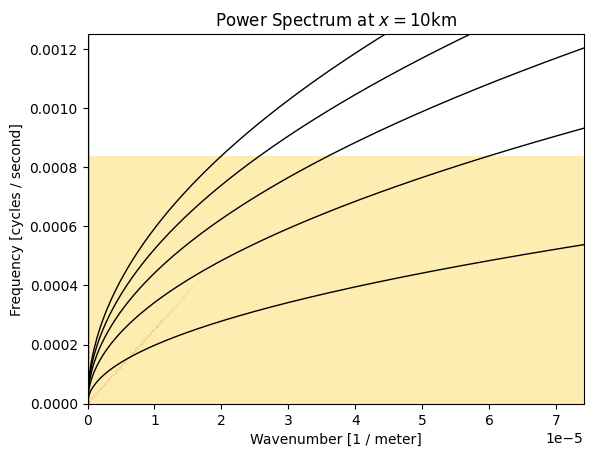 Power Spectrum at x = 10km
Frequency [cycles / second]
0.0012
0.0010
0.0008
0.0006
0.0004
0.0002
0.0000
0 1 2 3 4 5 6 7
1e−5
Wavenumber [1 / meter]